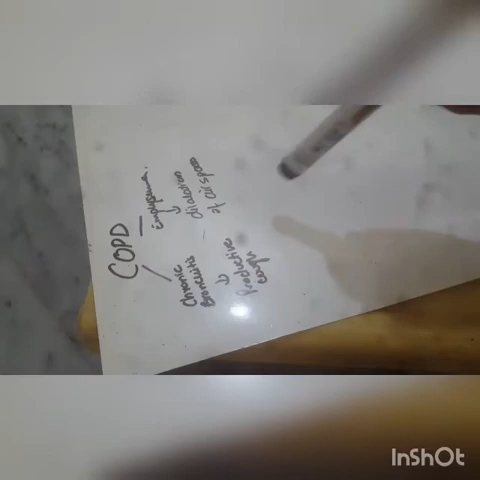 COPD
Chronic
Bronchitis
↓
Productive
cough
Emphysema.
↓
dilatation
of air spaces
InShOt